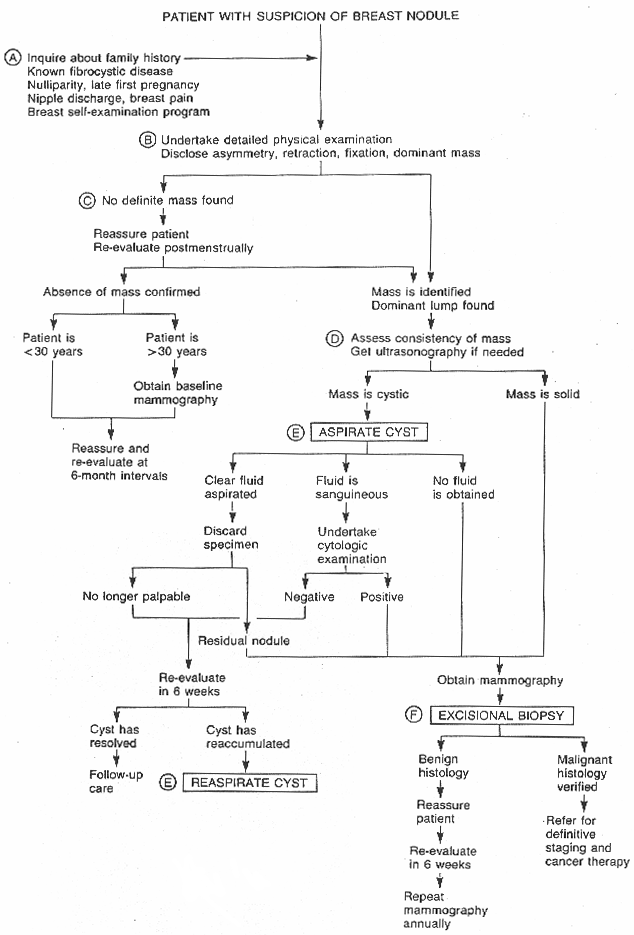 PATIENT WITH SUSPICION OF BREAST NODULE
Ⓐ Inquire about family history
Known fibrocystic disease
Nulliparity, late first pregnancy
Nipple discharge, breast pain
Breast self-examination program
Ⓑ Undertake detailed physical examination
Disclose asymmetry, retraction, fixation, dominant mass
Ⓒ No definite mass found
Reassure patient
Re-evaluate postmenstrually
Absence of mass confirmed
Mass is identified
Dominant lump found
Patient is
<30 years
Patient is
>30 years
Ⓓ Assess consistency of mass
Get ultrasonography if needed
Obtain baseline
mammography
Mass is cystic
Mass is solid
Ⓔ ASPIRATE CYST
Reassure and
re-evaluate at
6-month intervals
Clear fluid
aspirated
Fluid is
sanguineous
No fluid
is obtained
Discard
specimen
Undertake
cytologic
examination
No longer palpable
Negative
Positive
Residual nodule
Re-evaluate
in 6 weeks
Obtain mammography
Ⓕ EXCISIONAL BIOPSY
Cyst has
resolved
Cyst has
reaccumulated
Follow-up
care
Ⓔ REASPIRATE CYST
Benign
histology
Malignant
histology
verified
Reassure
patient
Refer for
definitive
staging and
cancer therapy
Re-evaluate
in 6 weeks
Repeat
mammography
annually